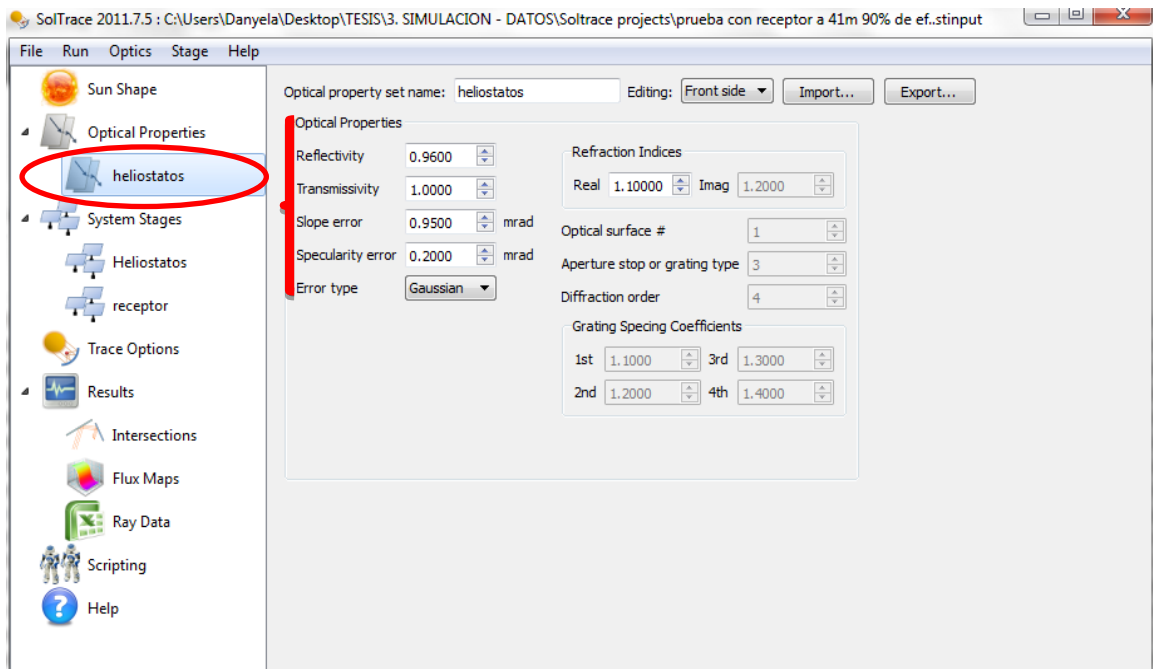 SolTrace 2011.7.5 : C:\Users\Danyela\Desktop\TESIS\3. SIMULACION - DATOS\Soltrace projects\prueba con receptor a 41m 90% de ef..stinput
File Run Optics Stage Help
Sun Shape
Optical Properties
heliostatos
System Stages
Heliostatos
receptor
Trace Options
Results
Intersections
Flux Maps
Ray Data
Scripting
Help
Optical property set name: heliostatos Editing: Front side Import... Export...
Optical Properties
Reflectivity 0.9600
Transmissivity 1.0000
Slope error 0.9500 mrad
Specularity error 0.2000 mrad
Error type Gaussian
Refraction Indices
Real 1.10000 Imag 1.2000
Optical surface # 1
Aperture stop or grating type 3
Diffraction order 4
Grating Specing Coefficients
1st 1.1000 3rd 1.3000
2nd 1.2000 4th 1.4000